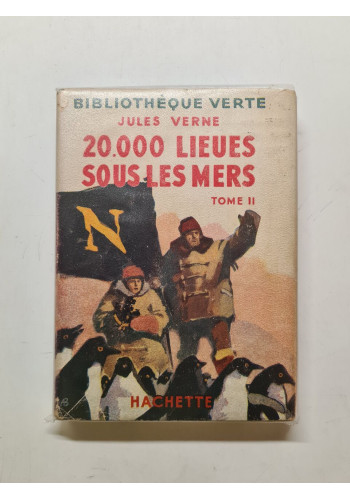 BIBLIOTHÈQUE VERTE
JULES VERNE
20.000 LIEUES
SOUS LES MERS
TOME II
N
HACHETTE